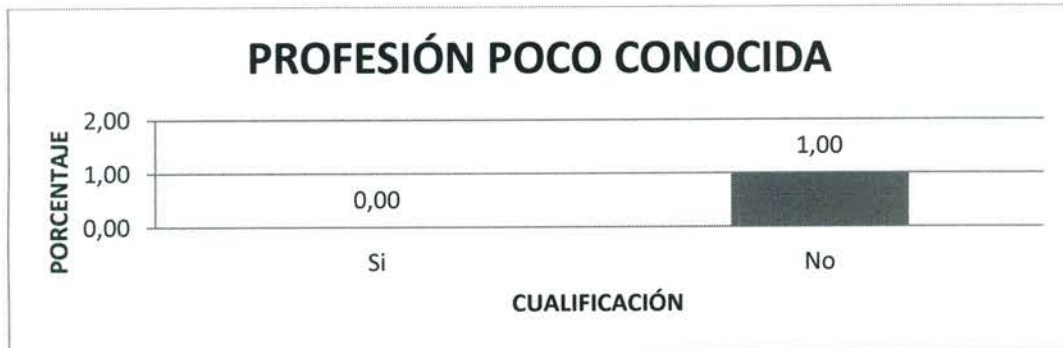 PROFESIÓN POCO CONOCIDA
PORCENTAJE
2,00
1,00
0,00
0,00
1,00
Si
No
CUALIFICACIÓN